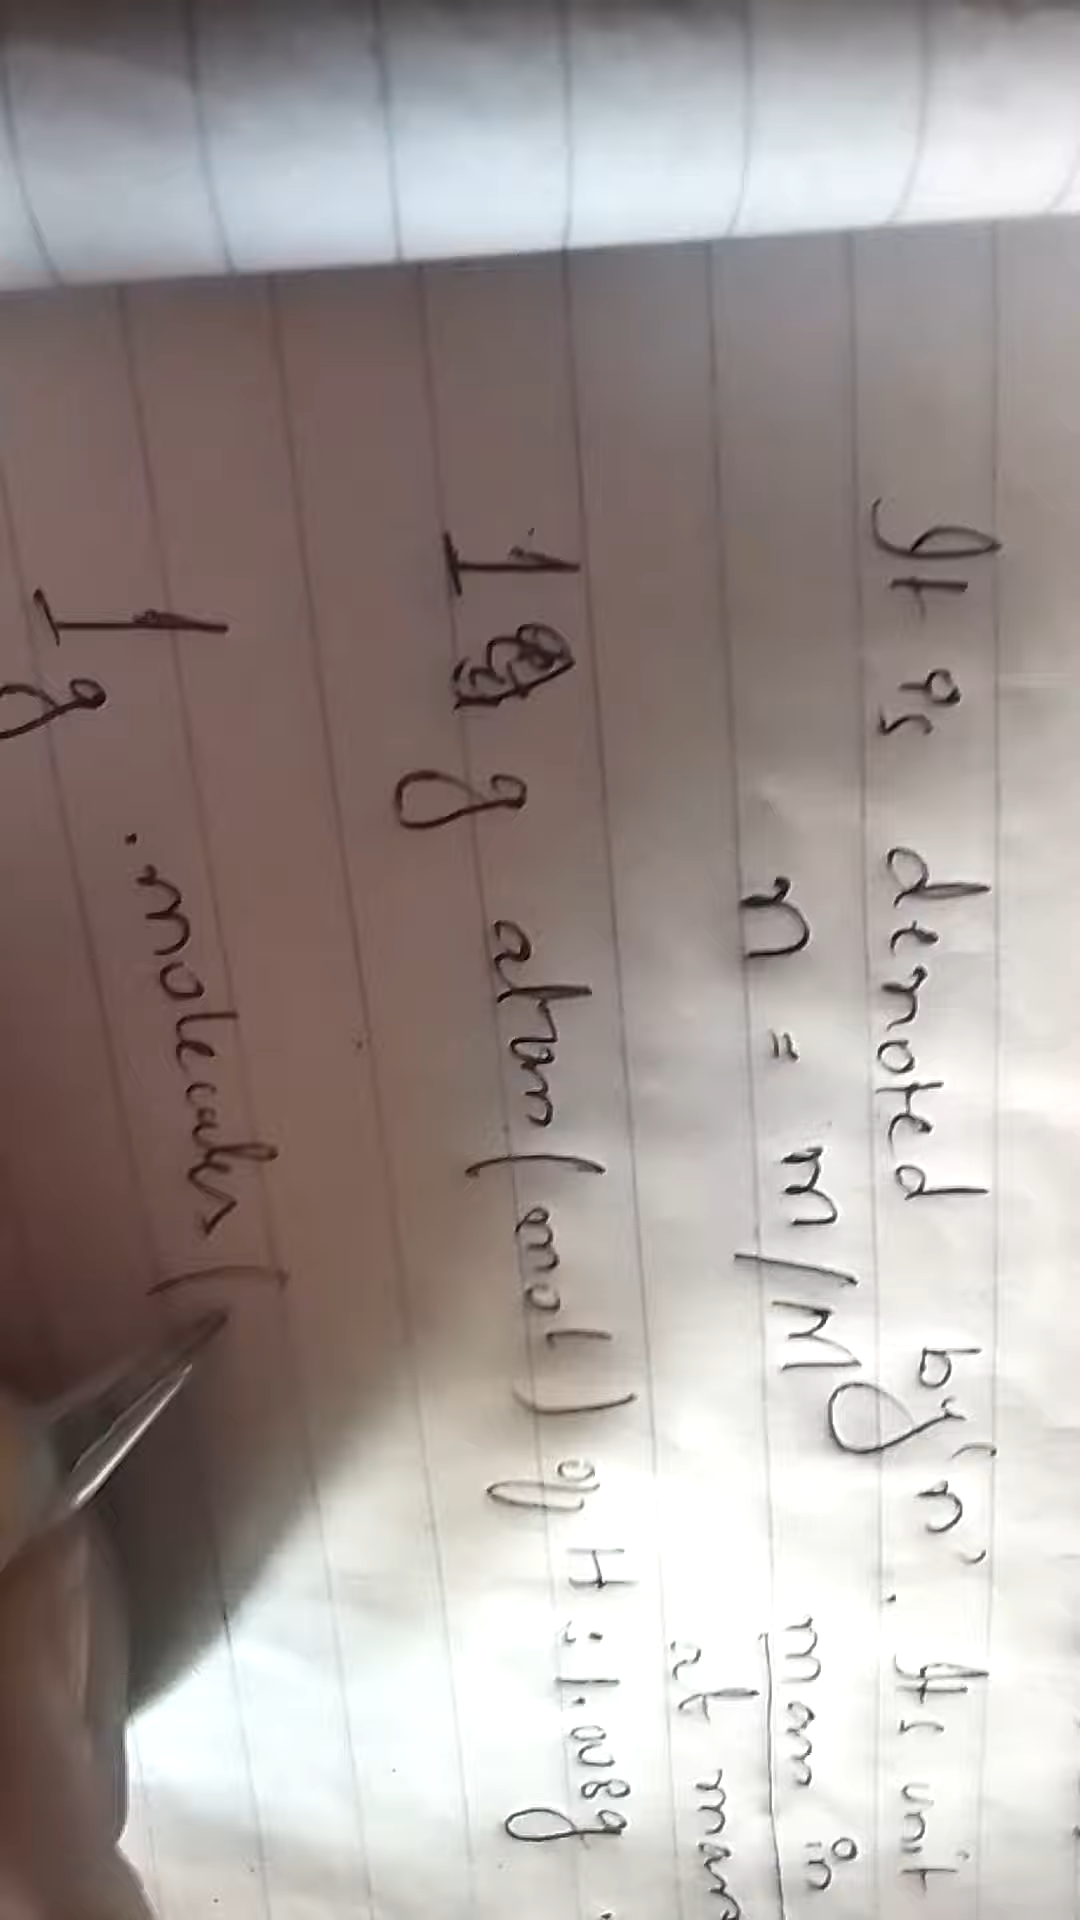 It is denoted by 'n'. Its unit
n = m/M mass in
at mass
1 g atom (mol) of H : 1.008g
1 g molecules (